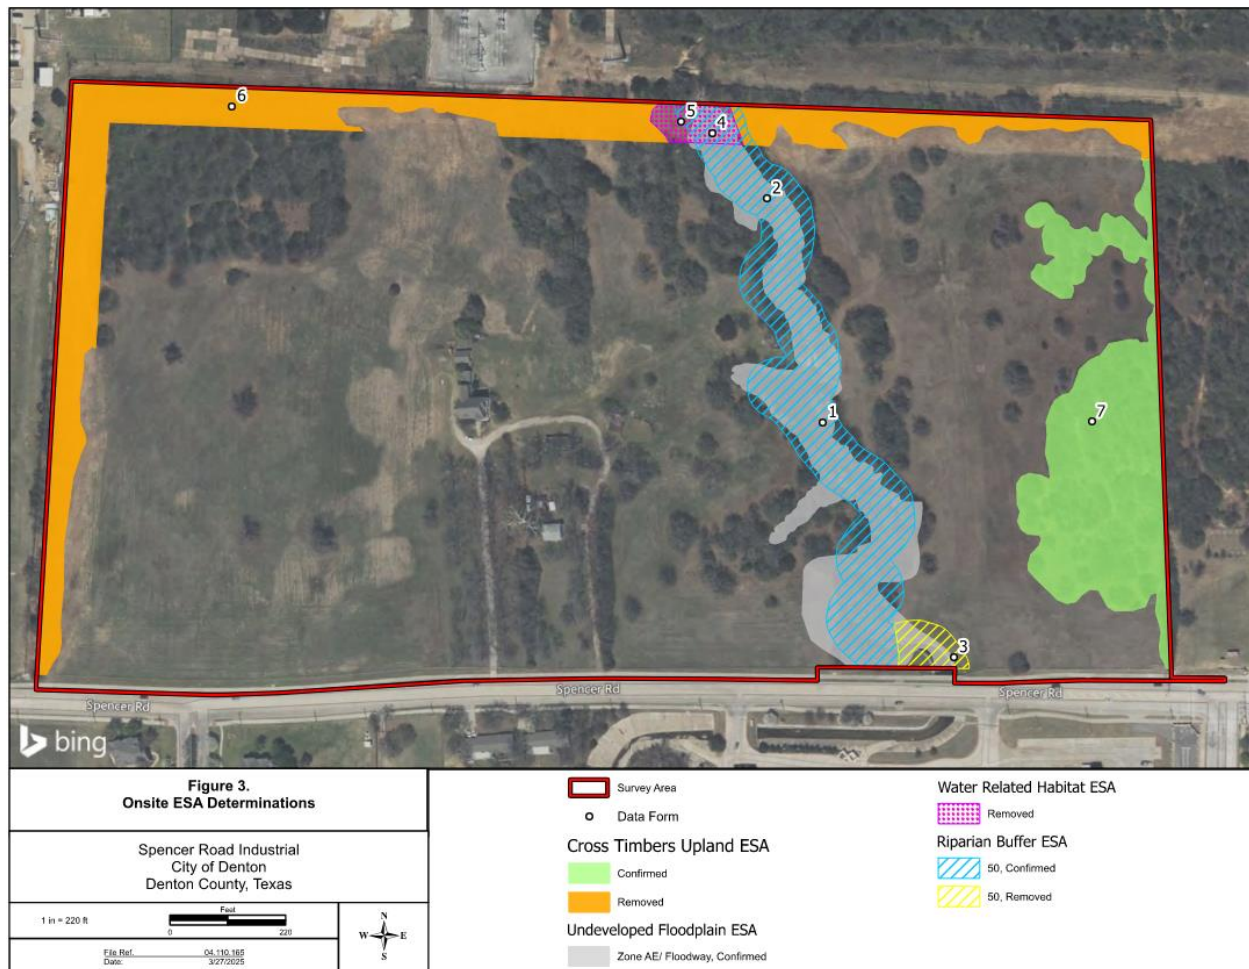 6
5
4
2
1
7
3
Spencer Rd
Spencer Rd
Spencer Rd
bing
Figure 3.
Onsite ESA Determinations
Spencer Road Industrial
City of Denton
Denton County, Texas
1 in = 220 ft
Feet
0 220
N
W E
S
File Ref. 04.110.165
Date: 3/27/2025
Survey Area
Data Form
Cross Timbers Upland ESA
Confirmed
Removed
Undeveloped Floodplain ESA
Zone AE/ Floodway, Confirmed
Water Related Habitat ESA
Removed
Riparian Buffer ESA
50, Confirmed
50, Removed